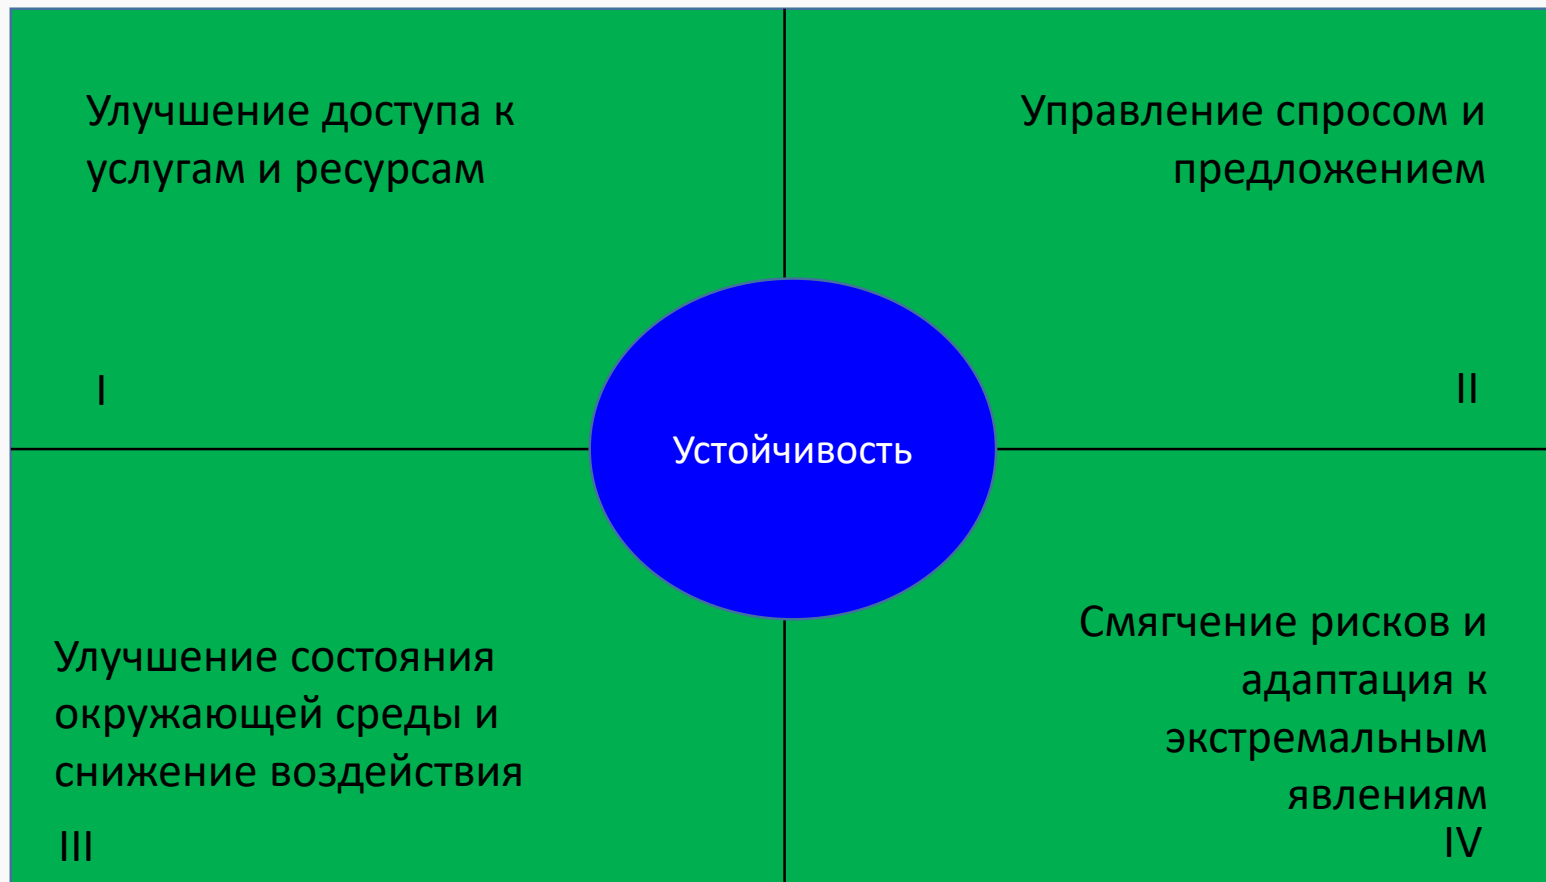 Улучшение доступа к
услугам и ресурсам
I
Управление спросом и
предложением
II
Устойчивость
Улучшение состояния
окружающей среды и
снижение воздействия
III
Смягчение рисков и
адаптация к
экстремальным
явлениям
IV